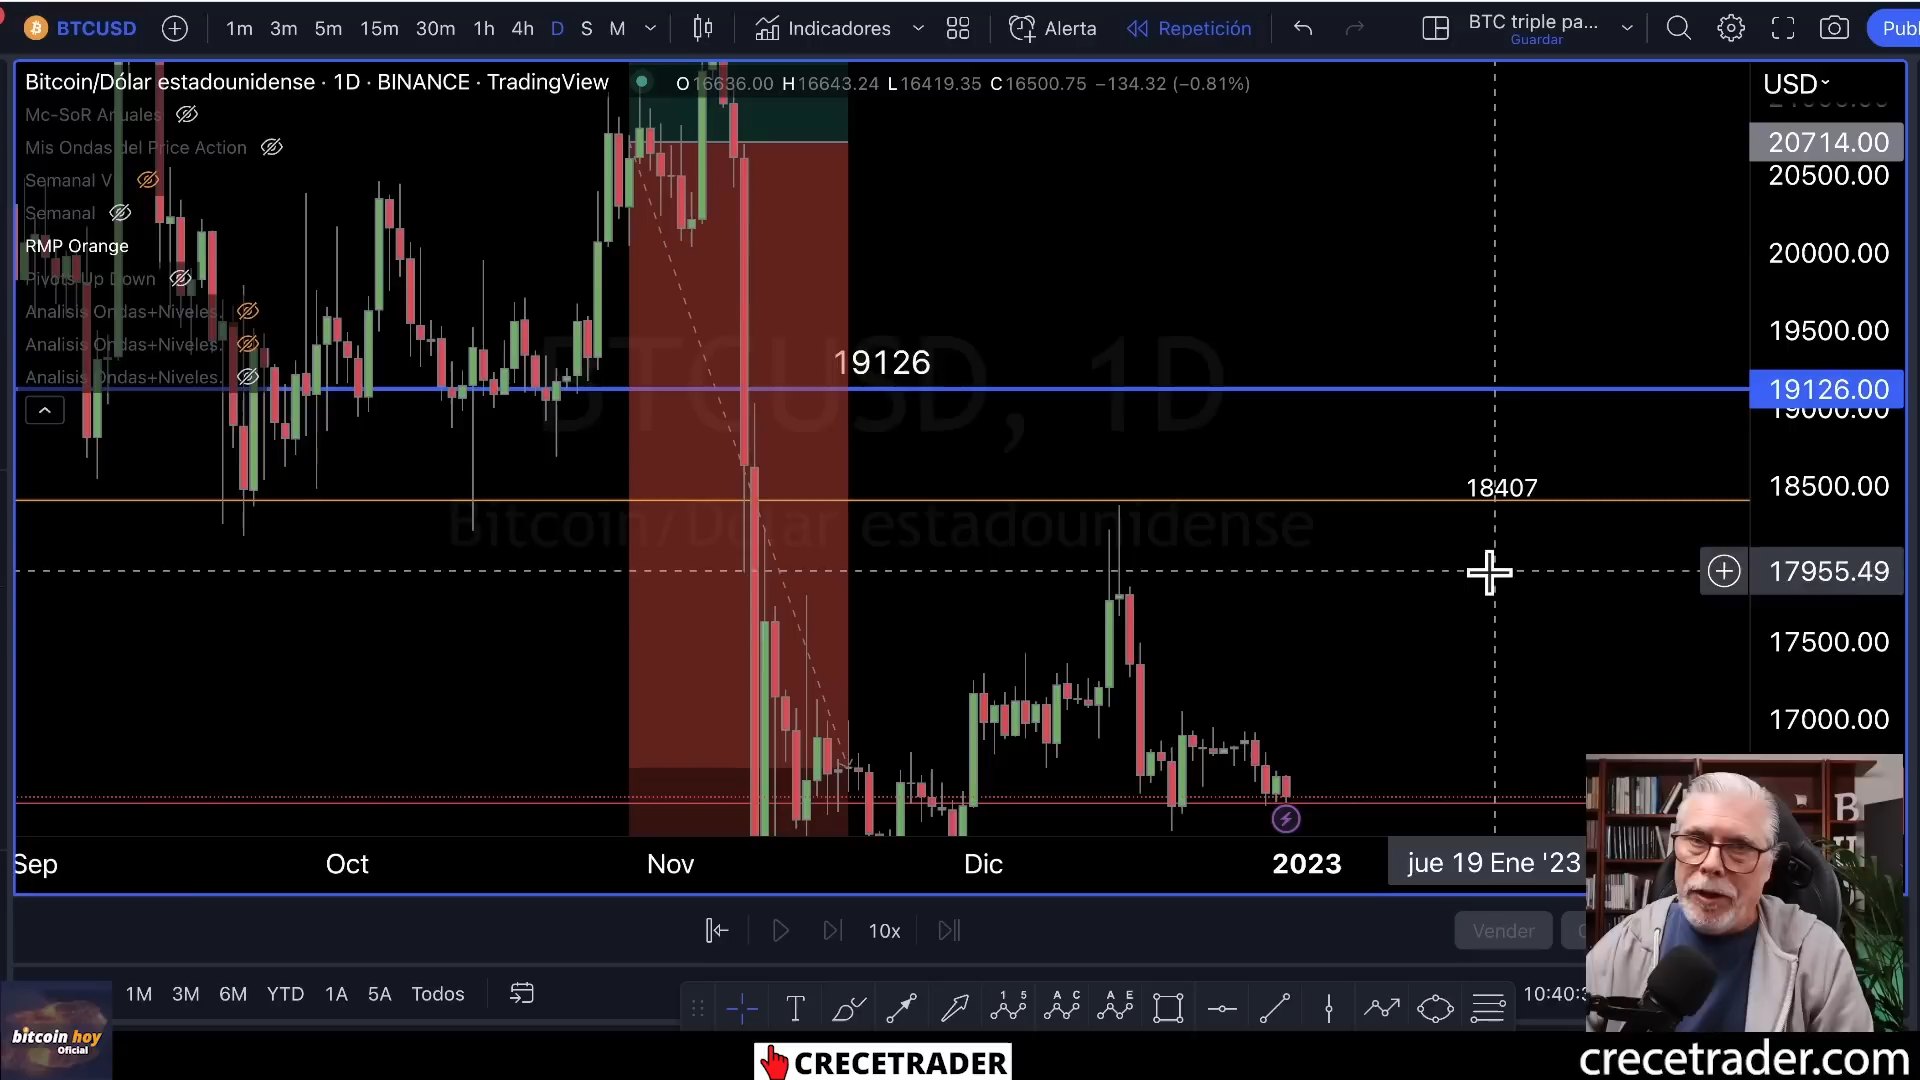 BTCUSD 1m 3m 5m 15m 30m 1h 4h D S M Indicadores Alerta Repetición BTC triple pa... Guardar Publ
Bitcoin/Dólar estadounidense · 1D · BINANCE · TradingView O16636.00 H16643.24 L16419.35 C16500.75 −134.32 (−0.81%) USD
Mc-SoR Anuales
Mis Ondas del Price Action
Semanal V
Semanal
RMP Orange
Pivots Up Down
Analisis Ondas+Niveles.
Analisis Ondas+Niveles.
Analisis Ondas+Niveles.
20714.00
20500.00
20000.00
19500.00
19126
19126.00
19000.00
BTCUSD, 1D
18407
18500.00
Bitcoin/Dólar estadounidense
17955.49
17500.00
17000.00
Sep Oct Nov Dic 2023 jue 19 Ene '23
10x Vender
1M 3M 6M YTD 1A 5A Todos
10:40:3
bitcoin hoy
Oficial
CRECETRADER
crecetrader.com